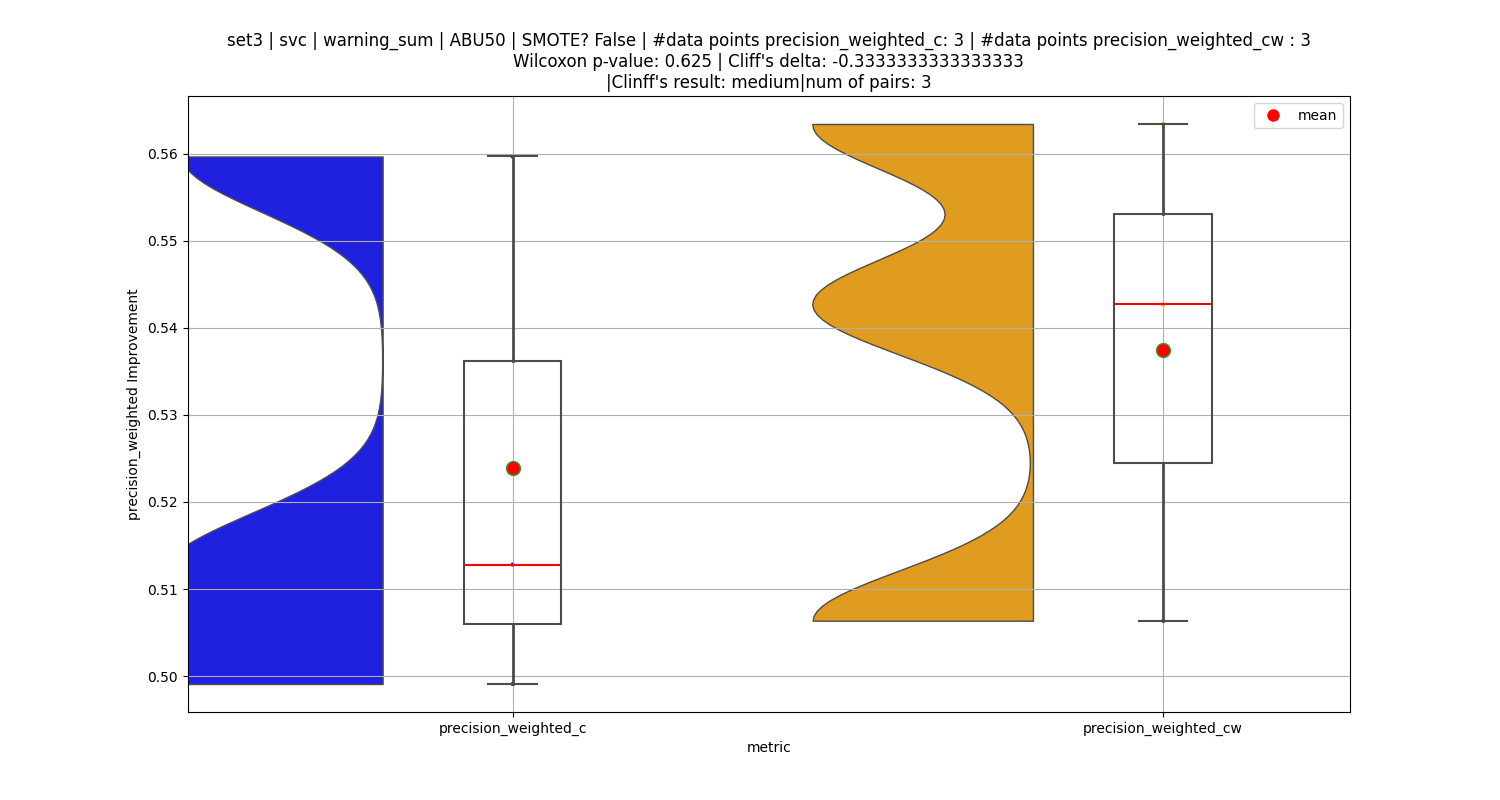 set3 | svc | warning_sum | ABU50 | SMOTE? False | #data points precision_weighted_c: 3 | #data points precision_weighted_cw : 3
Wilcoxon p-value: 0.625 | Cliff's delta: -0.3333333333333333
|Clinff's result: medium|num of pairs: 3
mean
0.56
0.55
0.54
0.53
0.52
0.51
0.50
precision_weighted Improvement
precision_weighted_c
precision_weighted_cw
metric